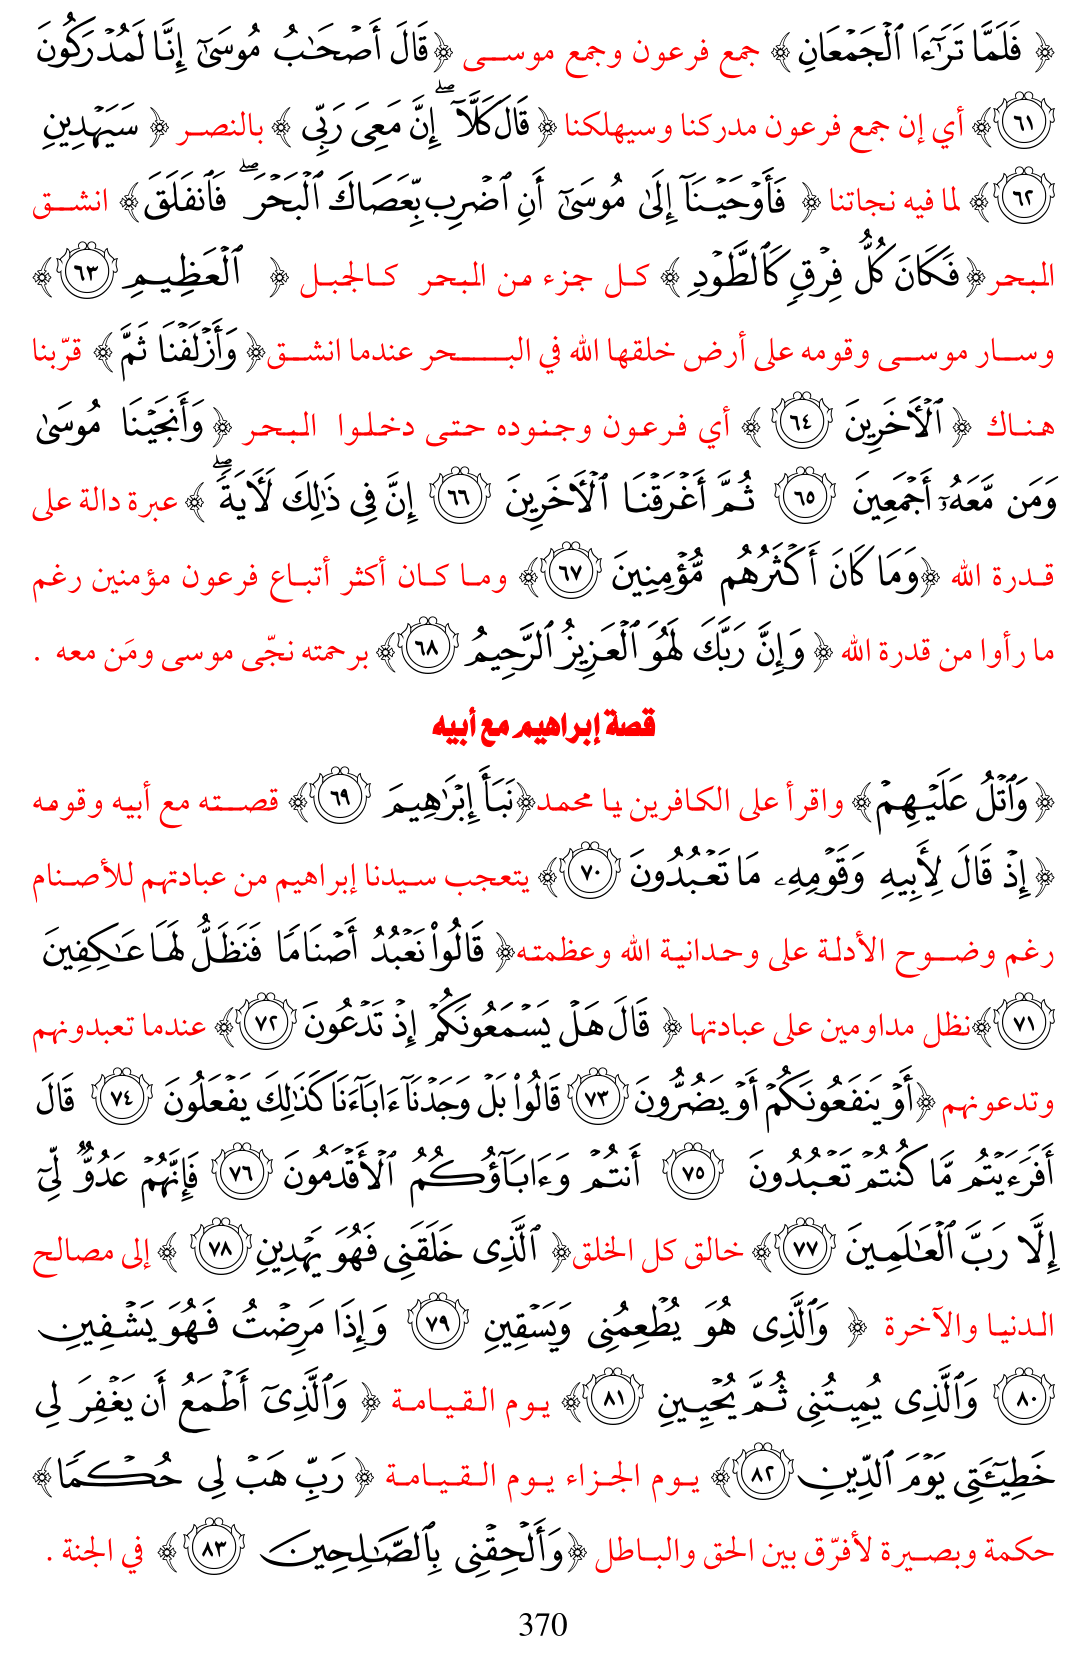 ﴿ فَلَمَّا تَرَٰٓءَا ٱلْجَمْعَانِ ﴾ جمع فرعون وجمع موسى ﴿ قَالَ أَصْحَٰبُ مُوسَىٰٓ إِنَّا لَمُدْرَكُونَ
٦١ ﴾ أي إن جمع فرعون مدركنا وسيهلكنا ﴿ قَالَ كَلَّآ ۖ إِنَّ مَعِىَ رَبِّى ﴾ بالنصر ﴿ سَيَهْدِينِ
٦٢ ﴾ لما فيه نجاتنا ﴿ فَأَوْحَيْنَآ إِلَىٰ مُوسَىٰٓ أَنِ ٱضْرِب بِّعَصَاكَ ٱلْبَحْرَ ۖ فَٱنفَلَقَ ﴾ انشق
البحر ﴿ فَكَانَ كُلُّ فِرْقٍ كَٱلطَّوْدِ ﴾ كل جزء من البحر كالجبل ﴿ ٱلْعَظِيمِ ٦٣ ﴾
وسار موسى وقومه على أرض خلقها الله في البحر عندما انشق ﴿ وَأَزْلَفْنَا ثَمَّ ﴾ قرّبنا
هناك ﴿ ٱلْءَاخَرِينَ ٦٤ ﴾ أي فرعون وجنوده حتى دخلوا البحر ﴿ وَأَنجَيْنَا مُوسَىٰ
وَمَن مَّعَهُۥٓ أَجْمَعِينَ ٦٥ ثُمَّ أَغْرَقْنَا ٱلْءَاخَرِينَ ٦٦ إِنَّ فِى ذَٰلِكَ لَءَايَةً ۖ ﴾ عبرة دالة على
قدرة الله ﴿ وَمَا كَانَ أَكْثَرُهُم مُّؤْمِنِينَ ٦٧ ﴾ وما كان أكثر أتباع فرعون مؤمنين رغم
ما رأوا من قدرة الله ﴿ وَإِنَّ رَبَّكَ لَهُوَ ٱلْعَزِيزُ ٱلرَّحِيمُ ٦٨ ﴾ برحمته نجّى موسى ومَن معه .
قصة إبراهيم مع أبيه
﴿ وَٱتْلُ عَلَيْهِمْ ﴾ واقرأ على الكافرين يا محمد ﴿ نَبَأَ إِبْرَٰهِيمَ ٦٩ ﴾ قصته مع أبيه وقومه
﴿ إِذْ قَالَ لِأَبِيهِ وَقَوْمِهِۦ مَا تَعْبُدُونَ ٧٠ ﴾ يتعجب سيدنا إبراهيم من عبادتهم للأصنام
رغم وضوح الأدلة على وحدانية الله وعظمته ﴿ قَالُوا۟ نَعْبُدُ أَصْنَامًا فَنَظَلُّ لَهَا عَٰكِفِينَ
٧١ ﴾ نظل مداومين على عبادتها ﴿ قَالَ هَلْ يَسْمَعُونَكُمْ إِذْ تَدْعُونَ ٧٢ ﴾ عندما تعبدونهم
وتدعونهم ﴿ أَوْ يَنفَعُونَكُمْ أَوْ يَضُرُّونَ ٧٣ قَالُوا۟ بَلْ وَجَدْنَآ ءَابَآءَنَا كَذَٰلِكَ يَفْعَلُونَ ٧٤ قَالَ
أَفَرَءَيْتُم مَّا كُنتُمْ تَعْبُدُونَ ٧٥ أَنتُمْ وَءَابَآؤُكُمُ ٱلْأَقْدَمُونَ ٧٦ فَإِنَّهُمْ عَدُوٌّ لِّىٓ
إِلَّا رَبَّ ٱلْعَٰلَمِينَ ٧٧ ﴾ خالق كل الخلق ﴿ ٱلَّذِى خَلَقَنِى فَهُوَ يَهْدِينِ ٧٨ ﴾ إلى مصالح
الدنيا والآخرة ﴿ وَٱلَّذِى هُوَ يُطْعِمُنِى وَيَسْقِينِ ٧٩ وَإِذَا مَرِضْتُ فَهُوَ يَشْفِينِ
٨٠ وَٱلَّذِى يُمِيتُنِى ثُمَّ يُحْيِينِ ٨١ ﴾ يوم القيامة ﴿ وَٱلَّذِىٓ أَطْمَعُ أَن يَغْفِرَ لِى
خَطِيٓـَٔتِى يَوْمَ ٱلدِّينِ ٨٢ ﴾ يوم الجزاء يوم القيامة ﴿ رَبِّ هَبْ لِى حُكْمًا ﴾
حكمة وبصيرة لأفرّق بين الحق والباطل ﴿ وَأَلْحِقْنِى بِٱلصَّٰلِحِينَ ٨٣ ﴾ في الجنة .
370